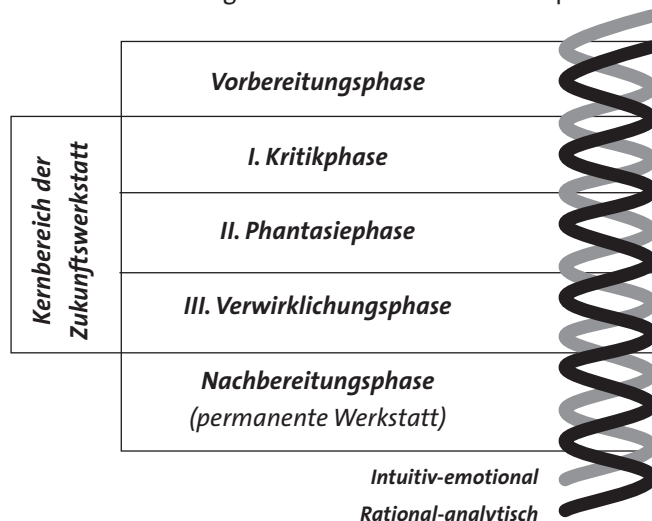 Vorbereitungsphase
Kernbereich der
Zukunftswerkstatt
I. Kritikphase
II. Phantasiephase
III. Verwirklichungsphase
Nachbereitungsphase
(permanente Werkstatt)
Intuitiv-emotional
Rational-analytisch